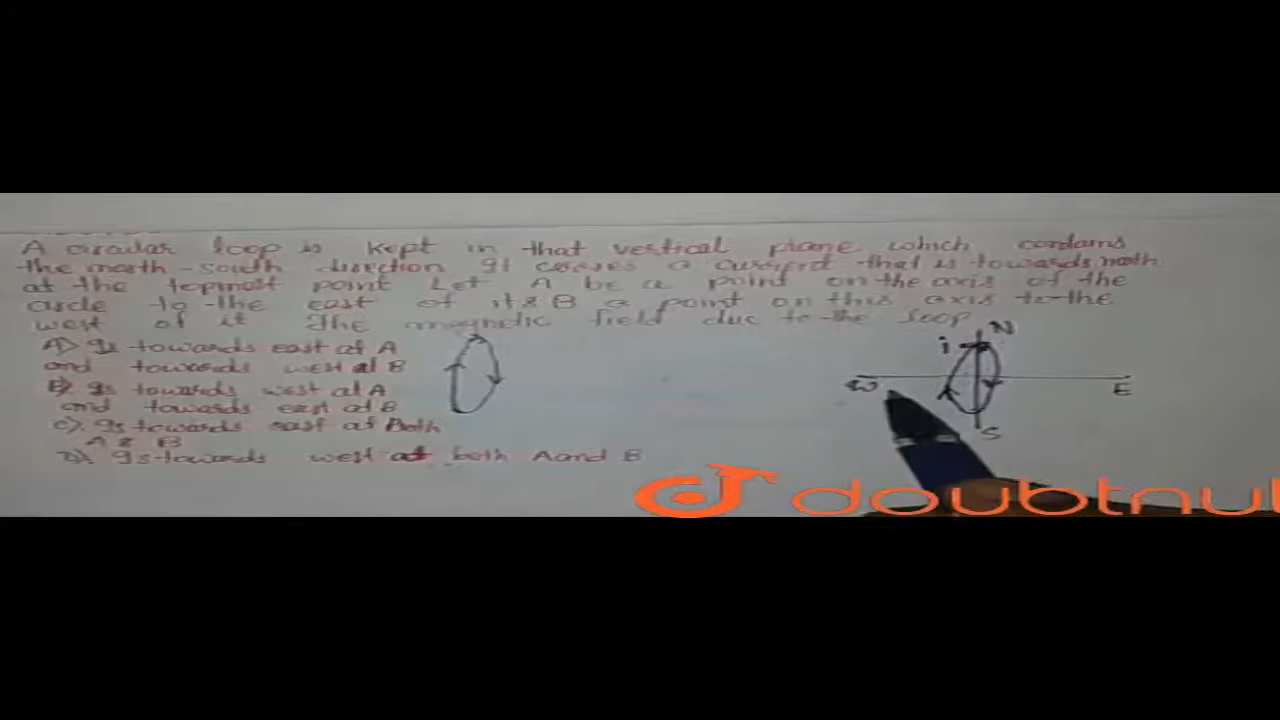 A circular loop is kept in that vertical plane which contains
the north-south direction It carries a current that is towards north
at the topmost point Let A be a point on the axis of the
circle to the east of it & B a point on this axis to the
west of it The magnetic field due to the loop
A) Is towards east at A
and towards west at B
B) Is towards west at A
and towards east at B
C) Is towards east at Both
A & B
D) Is towards west at both A and B
N
i
W
E
S
doubtnut